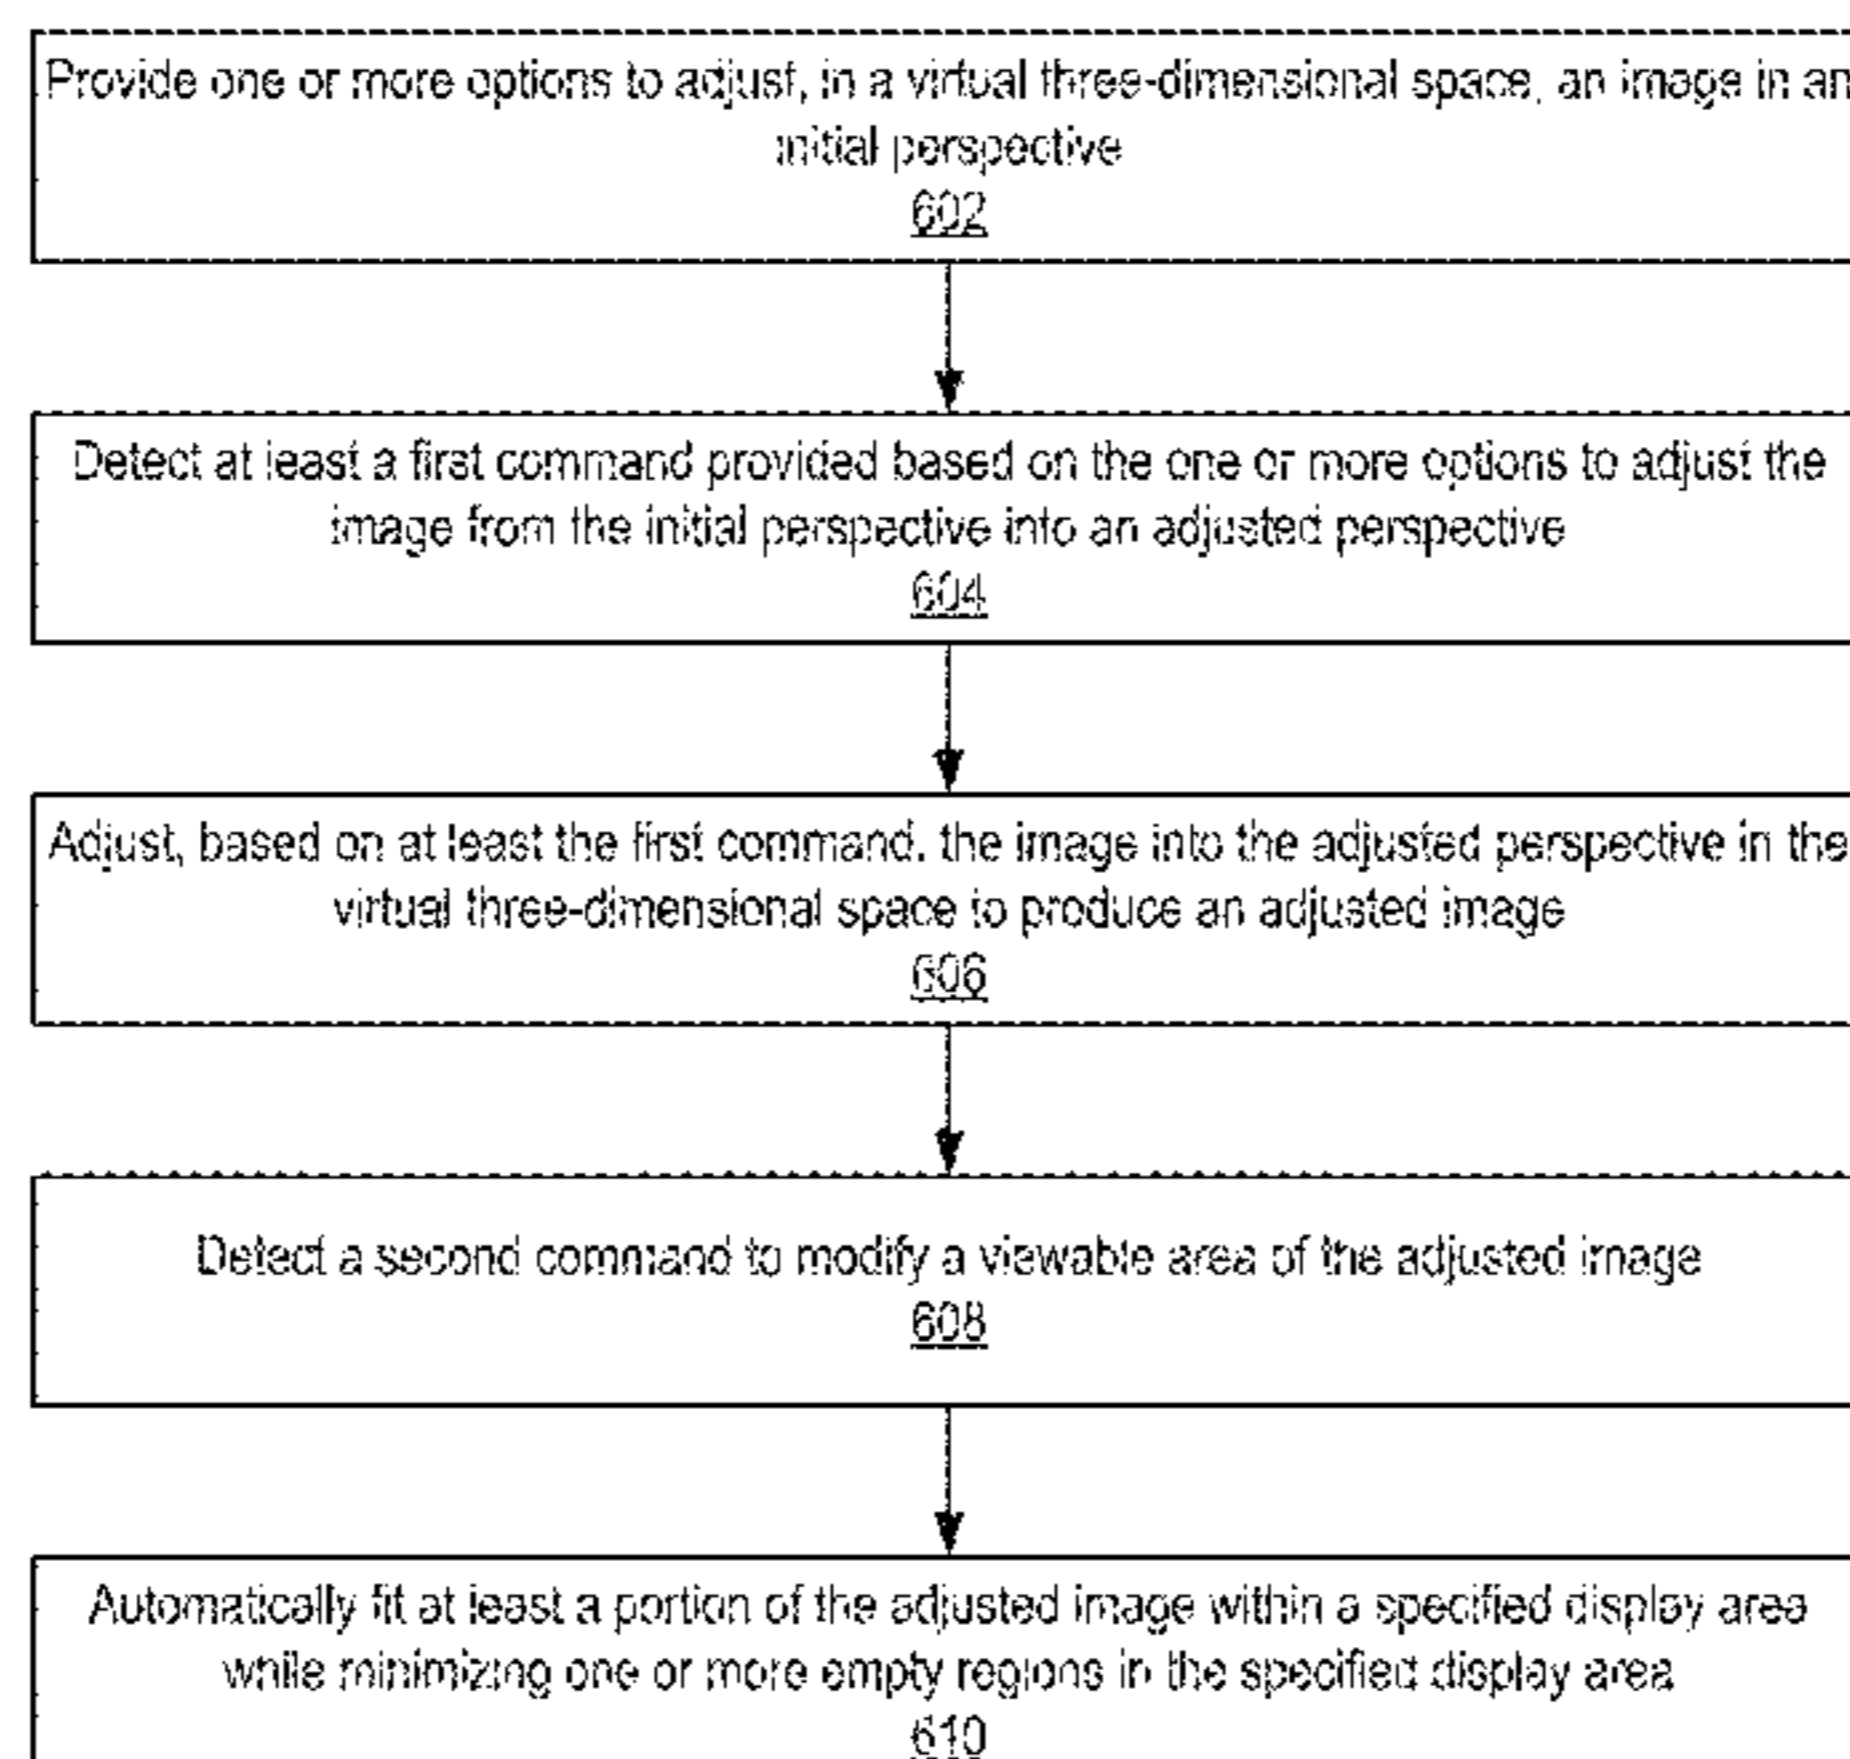 Provide one or more options to adjust, in a virtual three-dimensional space, an image in an
initial perspective
602
Detect at least a first command provided based on the one or more options to adjust the
image from the initial perspective into an adjusted perspective
604
Adjust, based on at least the first command, the image into the adjusted perspective in the
virtual three-dimensional space to produce an adjusted image
606
Detect a second command to modify a viewable area of the adjusted image
608
Automatically fit at least a portion of the adjusted image within a specified display area
while minimizing one or more empty regions in the specified display area
610